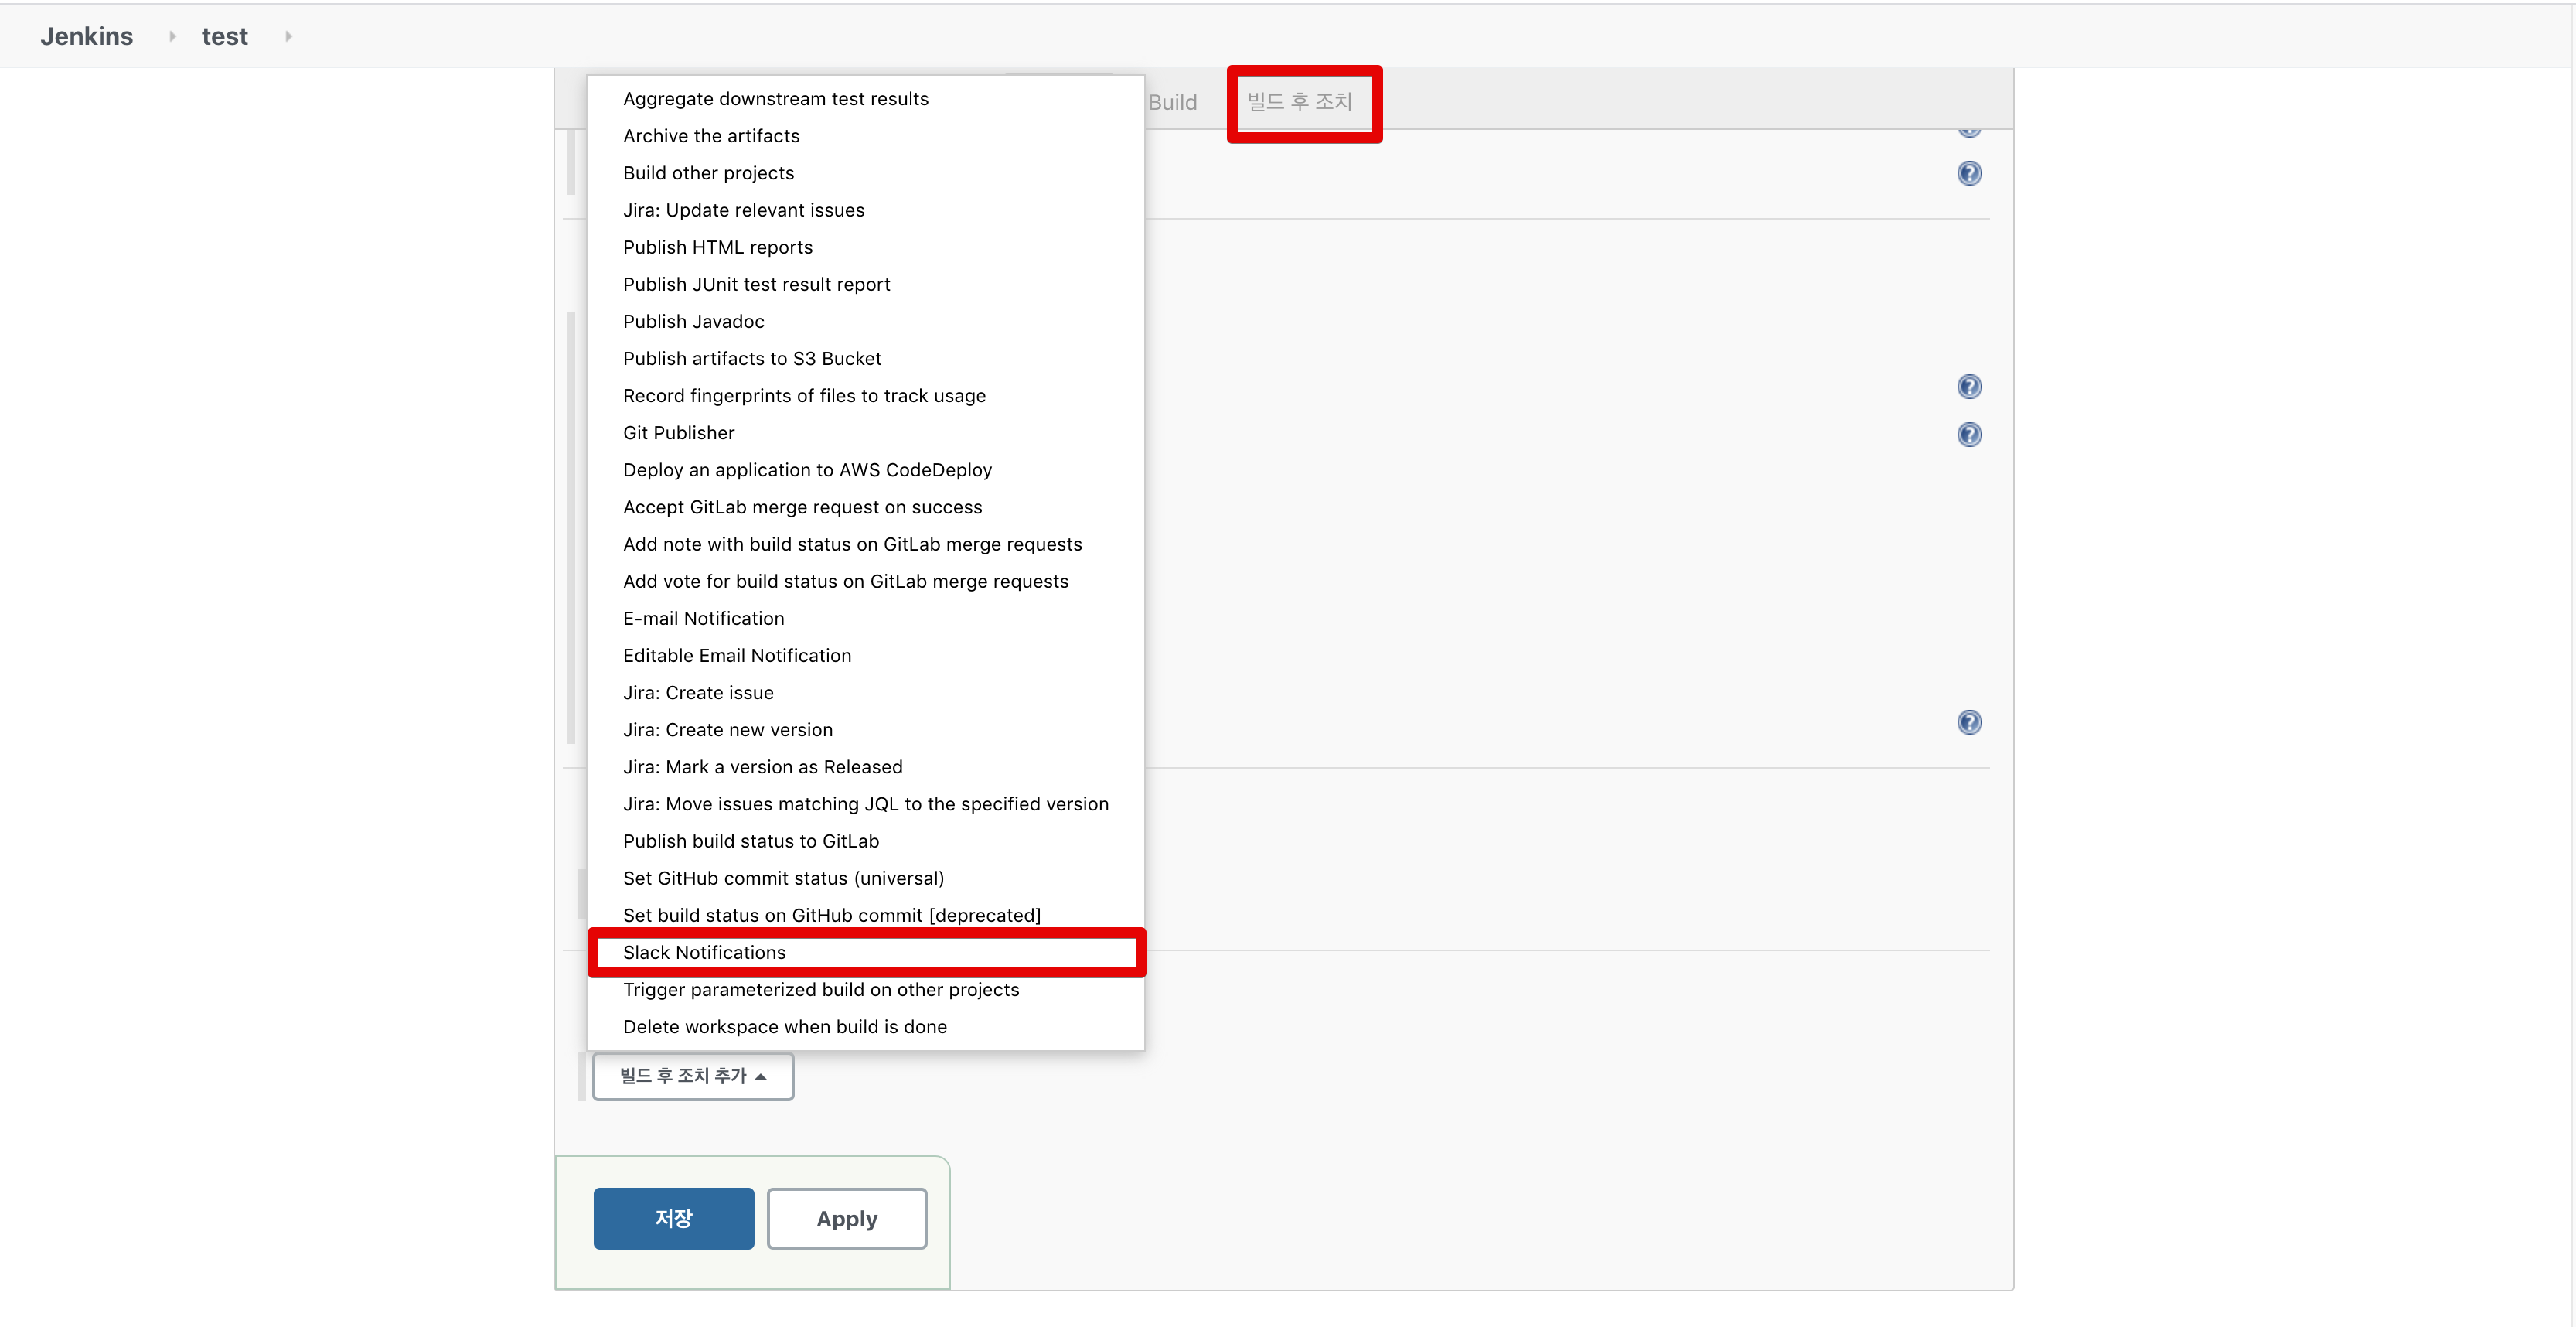 Jenkins test
Build 빌드 후 조치
Aggregate downstream test results
Archive the artifacts
Build other projects
Jira: Update relevant issues
Publish HTML reports
Publish JUnit test result report
Publish Javadoc
Publish artifacts to S3 Bucket
Record fingerprints of files to track usage
Git Publisher
Deploy an application to AWS CodeDeploy
Accept GitLab merge request on success
Add note with build status on GitLab merge requests
Add vote for build status on GitLab merge requests
E-mail Notification
Editable Email Notification
Jira: Create issue
Jira: Create new version
Jira: Mark a version as Released
Jira: Move issues matching JQL to the specified version
Publish build status to GitLab
Set GitHub commit status (universal)
Set build status on GitHub commit [deprecated]
Slack Notifications
Trigger parameterized build on other projects
Delete workspace when build is done
빌드 후 조치 추가
저장 Apply